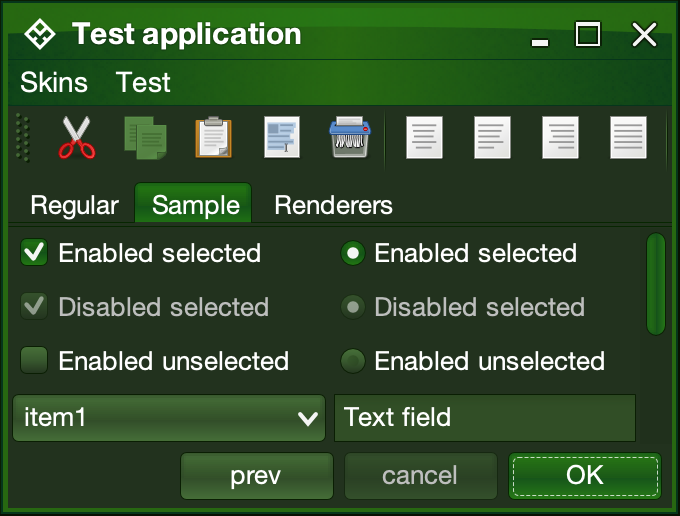 Test application
Skins Test
Regular Sample Renderers
Enabled selected Enabled selected
Disabled selected Disabled selected
Enabled unselected Enabled unselected
item1 Text field
prev cancel OK